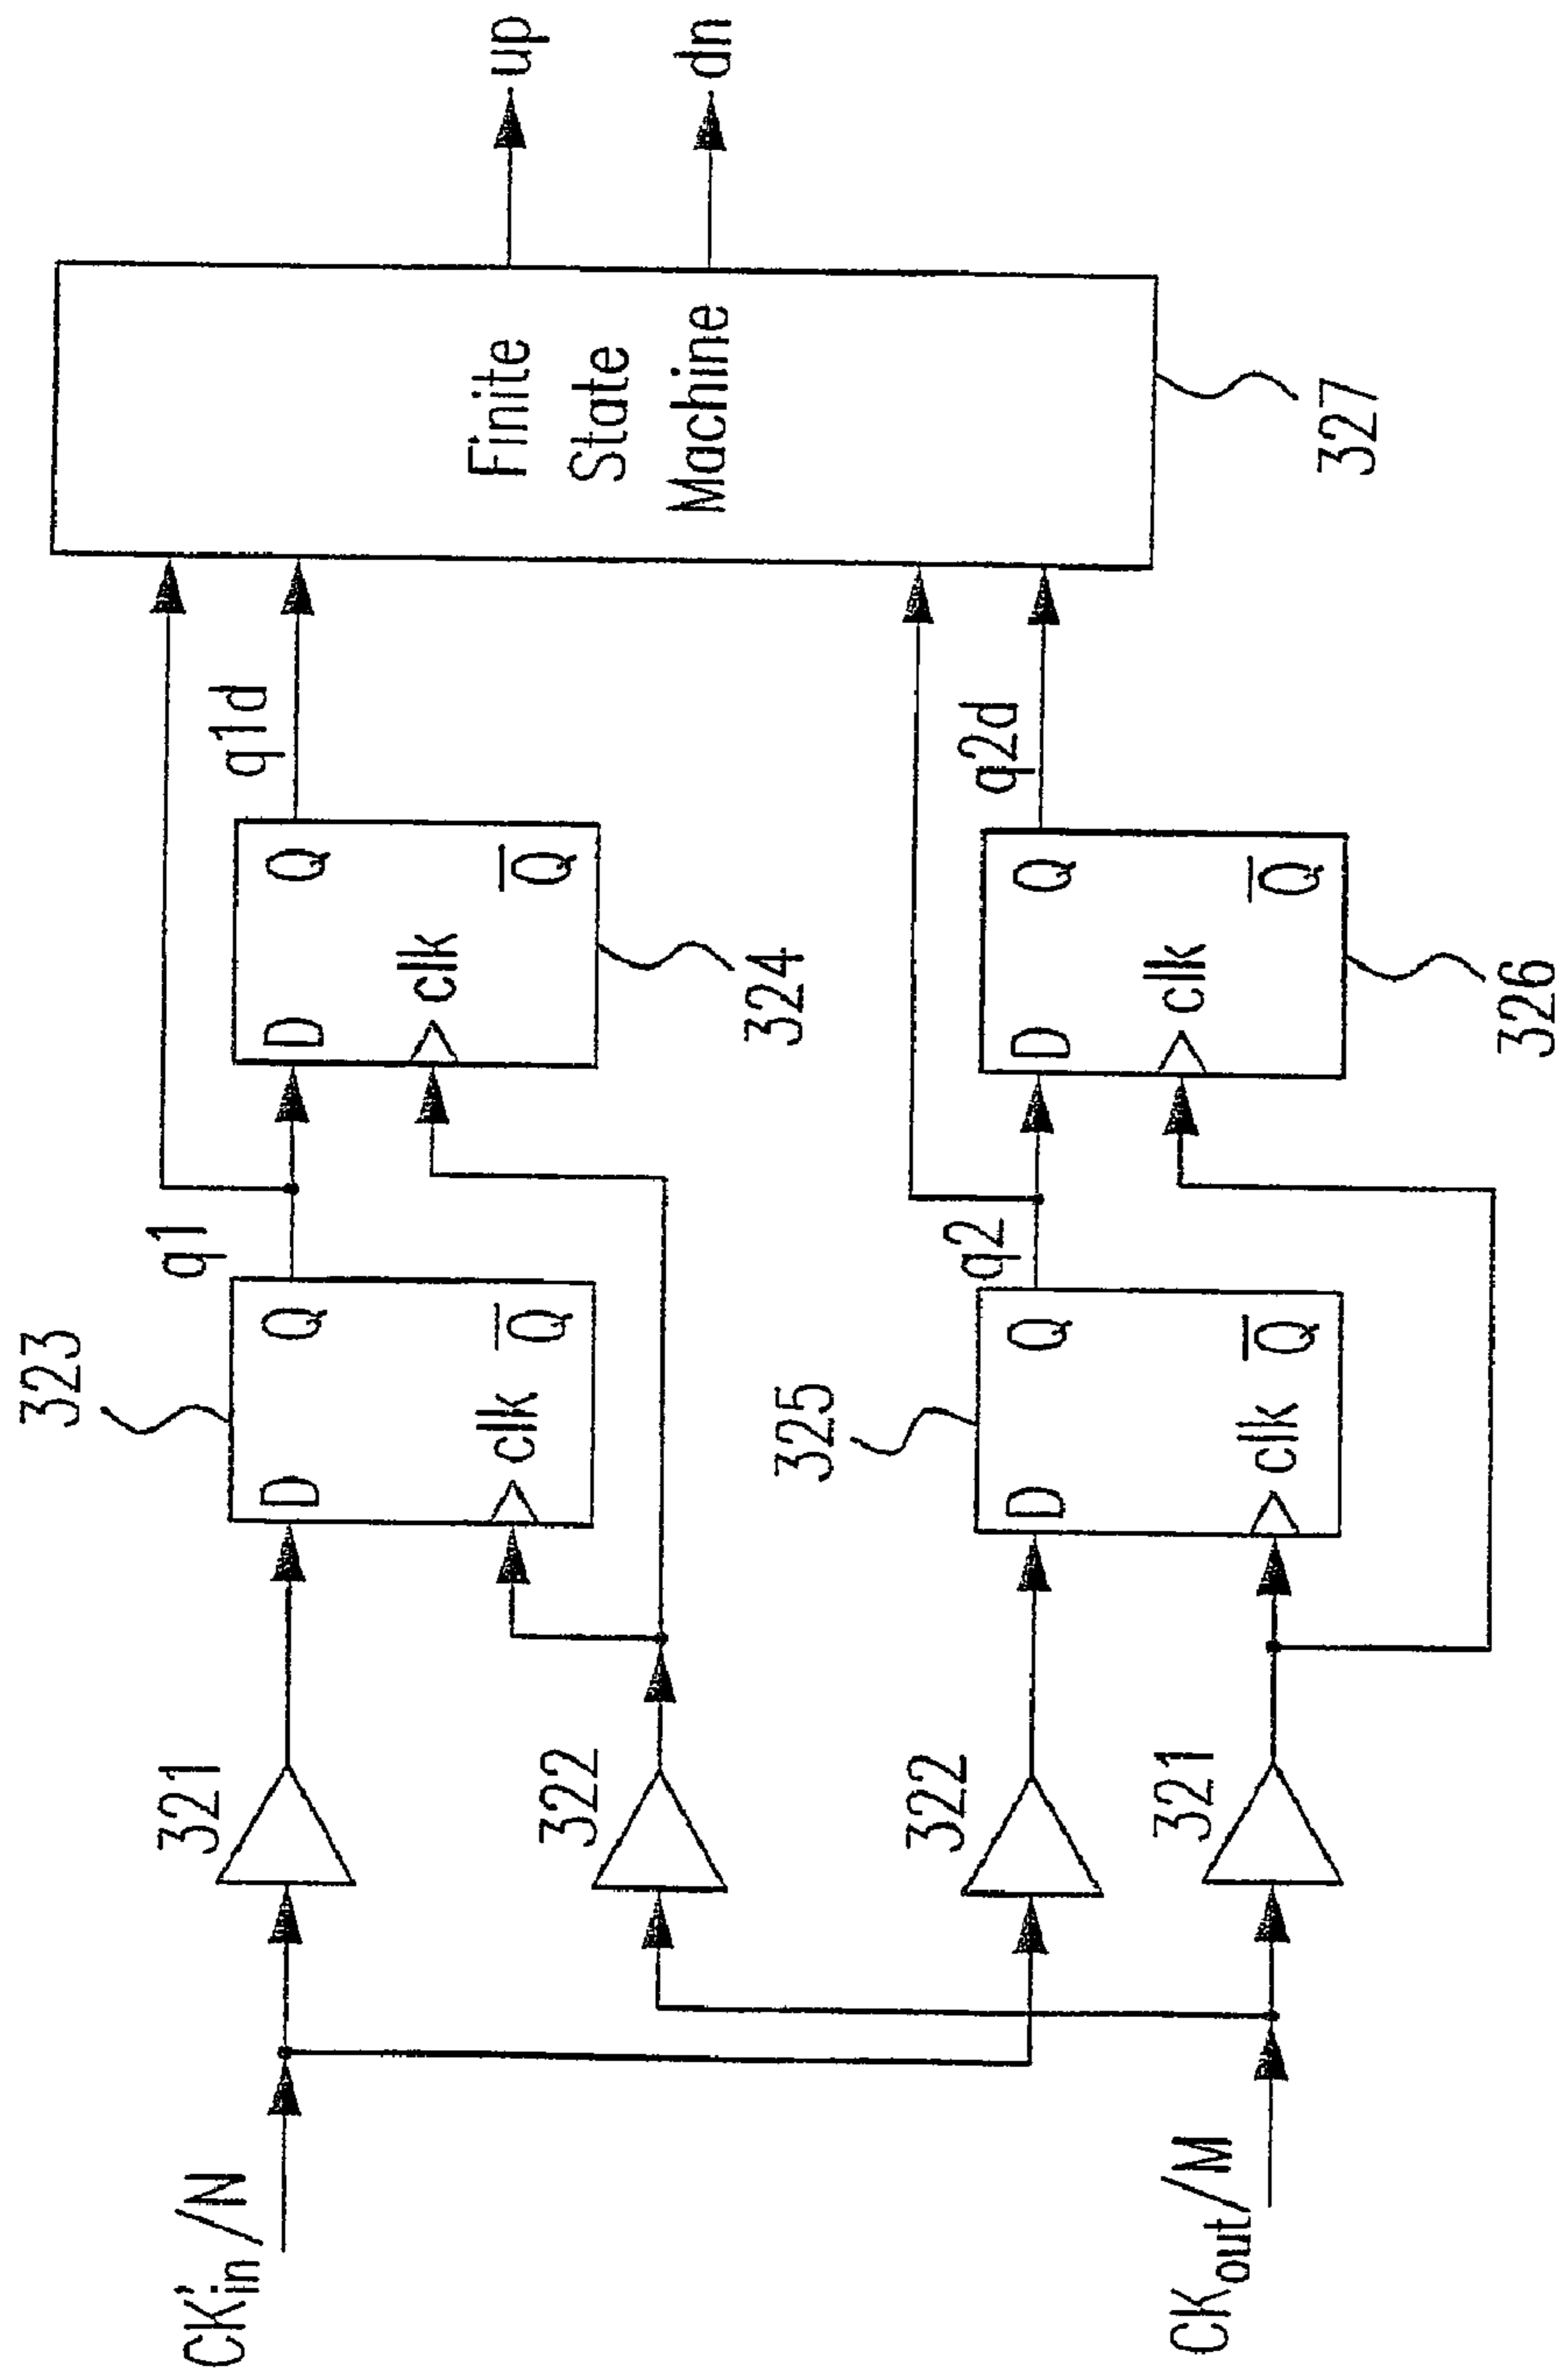 CK'in/N
CKout/M
321
322
322
321
323
D
Q
clk
Q̅
q1
325
D
Q
clk
Q̅
q2
D
Q
clk
Q̅
324
q1d
D
Q
clk
Q̅
326
q2d
Finite
State
Machine
327
up
dn